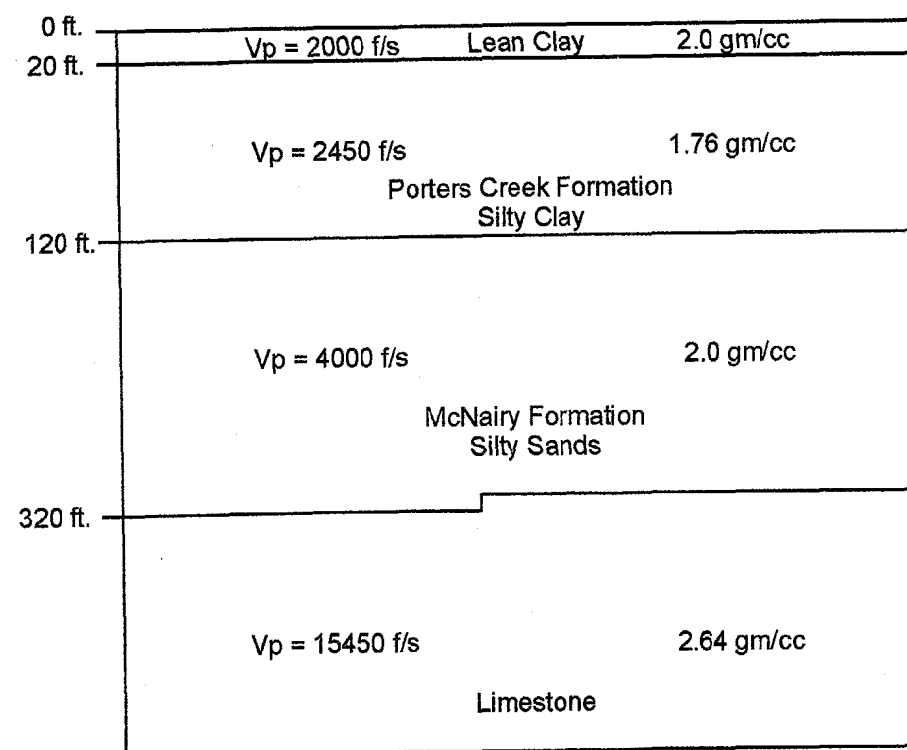 0 ft.
Vp = 2000 f/s Lean Clay 2.0 gm/cc
20 ft.
Vp = 2450 f/s 1.76 gm/cc
Porters Creek Formation
Silty Clay
120 ft.
Vp = 4000 f/s 2.0 gm/cc
McNairy Formation
Silty Sands
320 ft.
Vp = 15450 f/s 2.64 gm/cc
Limestone